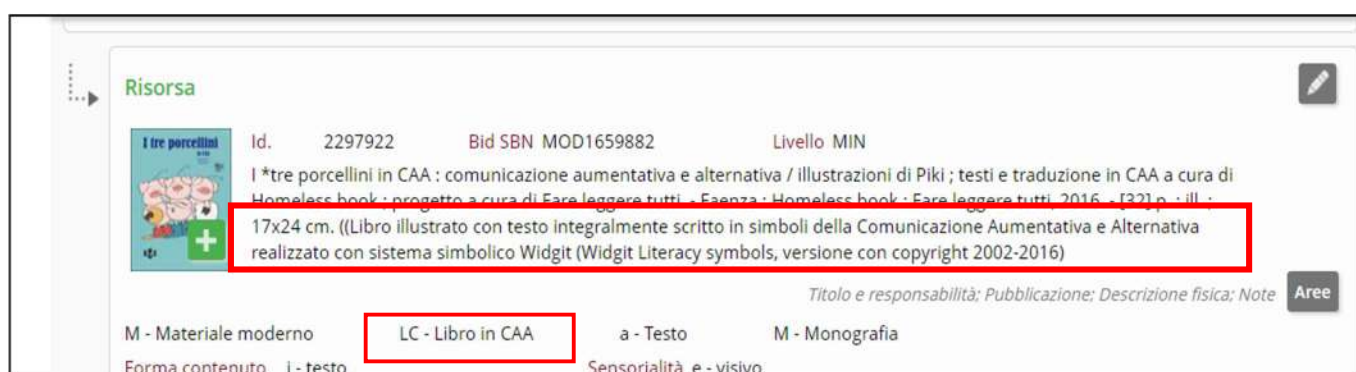 Risorsa
I tre porcellini
Id. 2297922 Bid SBN MOD1659882 Livello MIN
I *tre porcellini in CAA : comunicazione aumentativa e alternativa / illustrazioni di Piki ; testi e traduzione in CAA a cura di
Homeless book ; progetto a cura di Fare leggere tutti. - Faenza : Homeless book : Fare leggere tutti, 2016. - [32] p. : ill. ;
17x24 cm. ((Libro illustrato con testo integralmente scritto in simboli della Comunicazione Aumentativa e Alternativa
realizzato con sistema simbolico Widgit (Widgit Literacy symbols, versione con copyright 2002-2016)
Titolo e responsabilità; Pubblicazione; Descrizione fisica; Note Aree
M - Materiale moderno LC - Libro in CAA a - Testo M - Monografia
Forma contenuto i - testo Sensorialità e - visivo